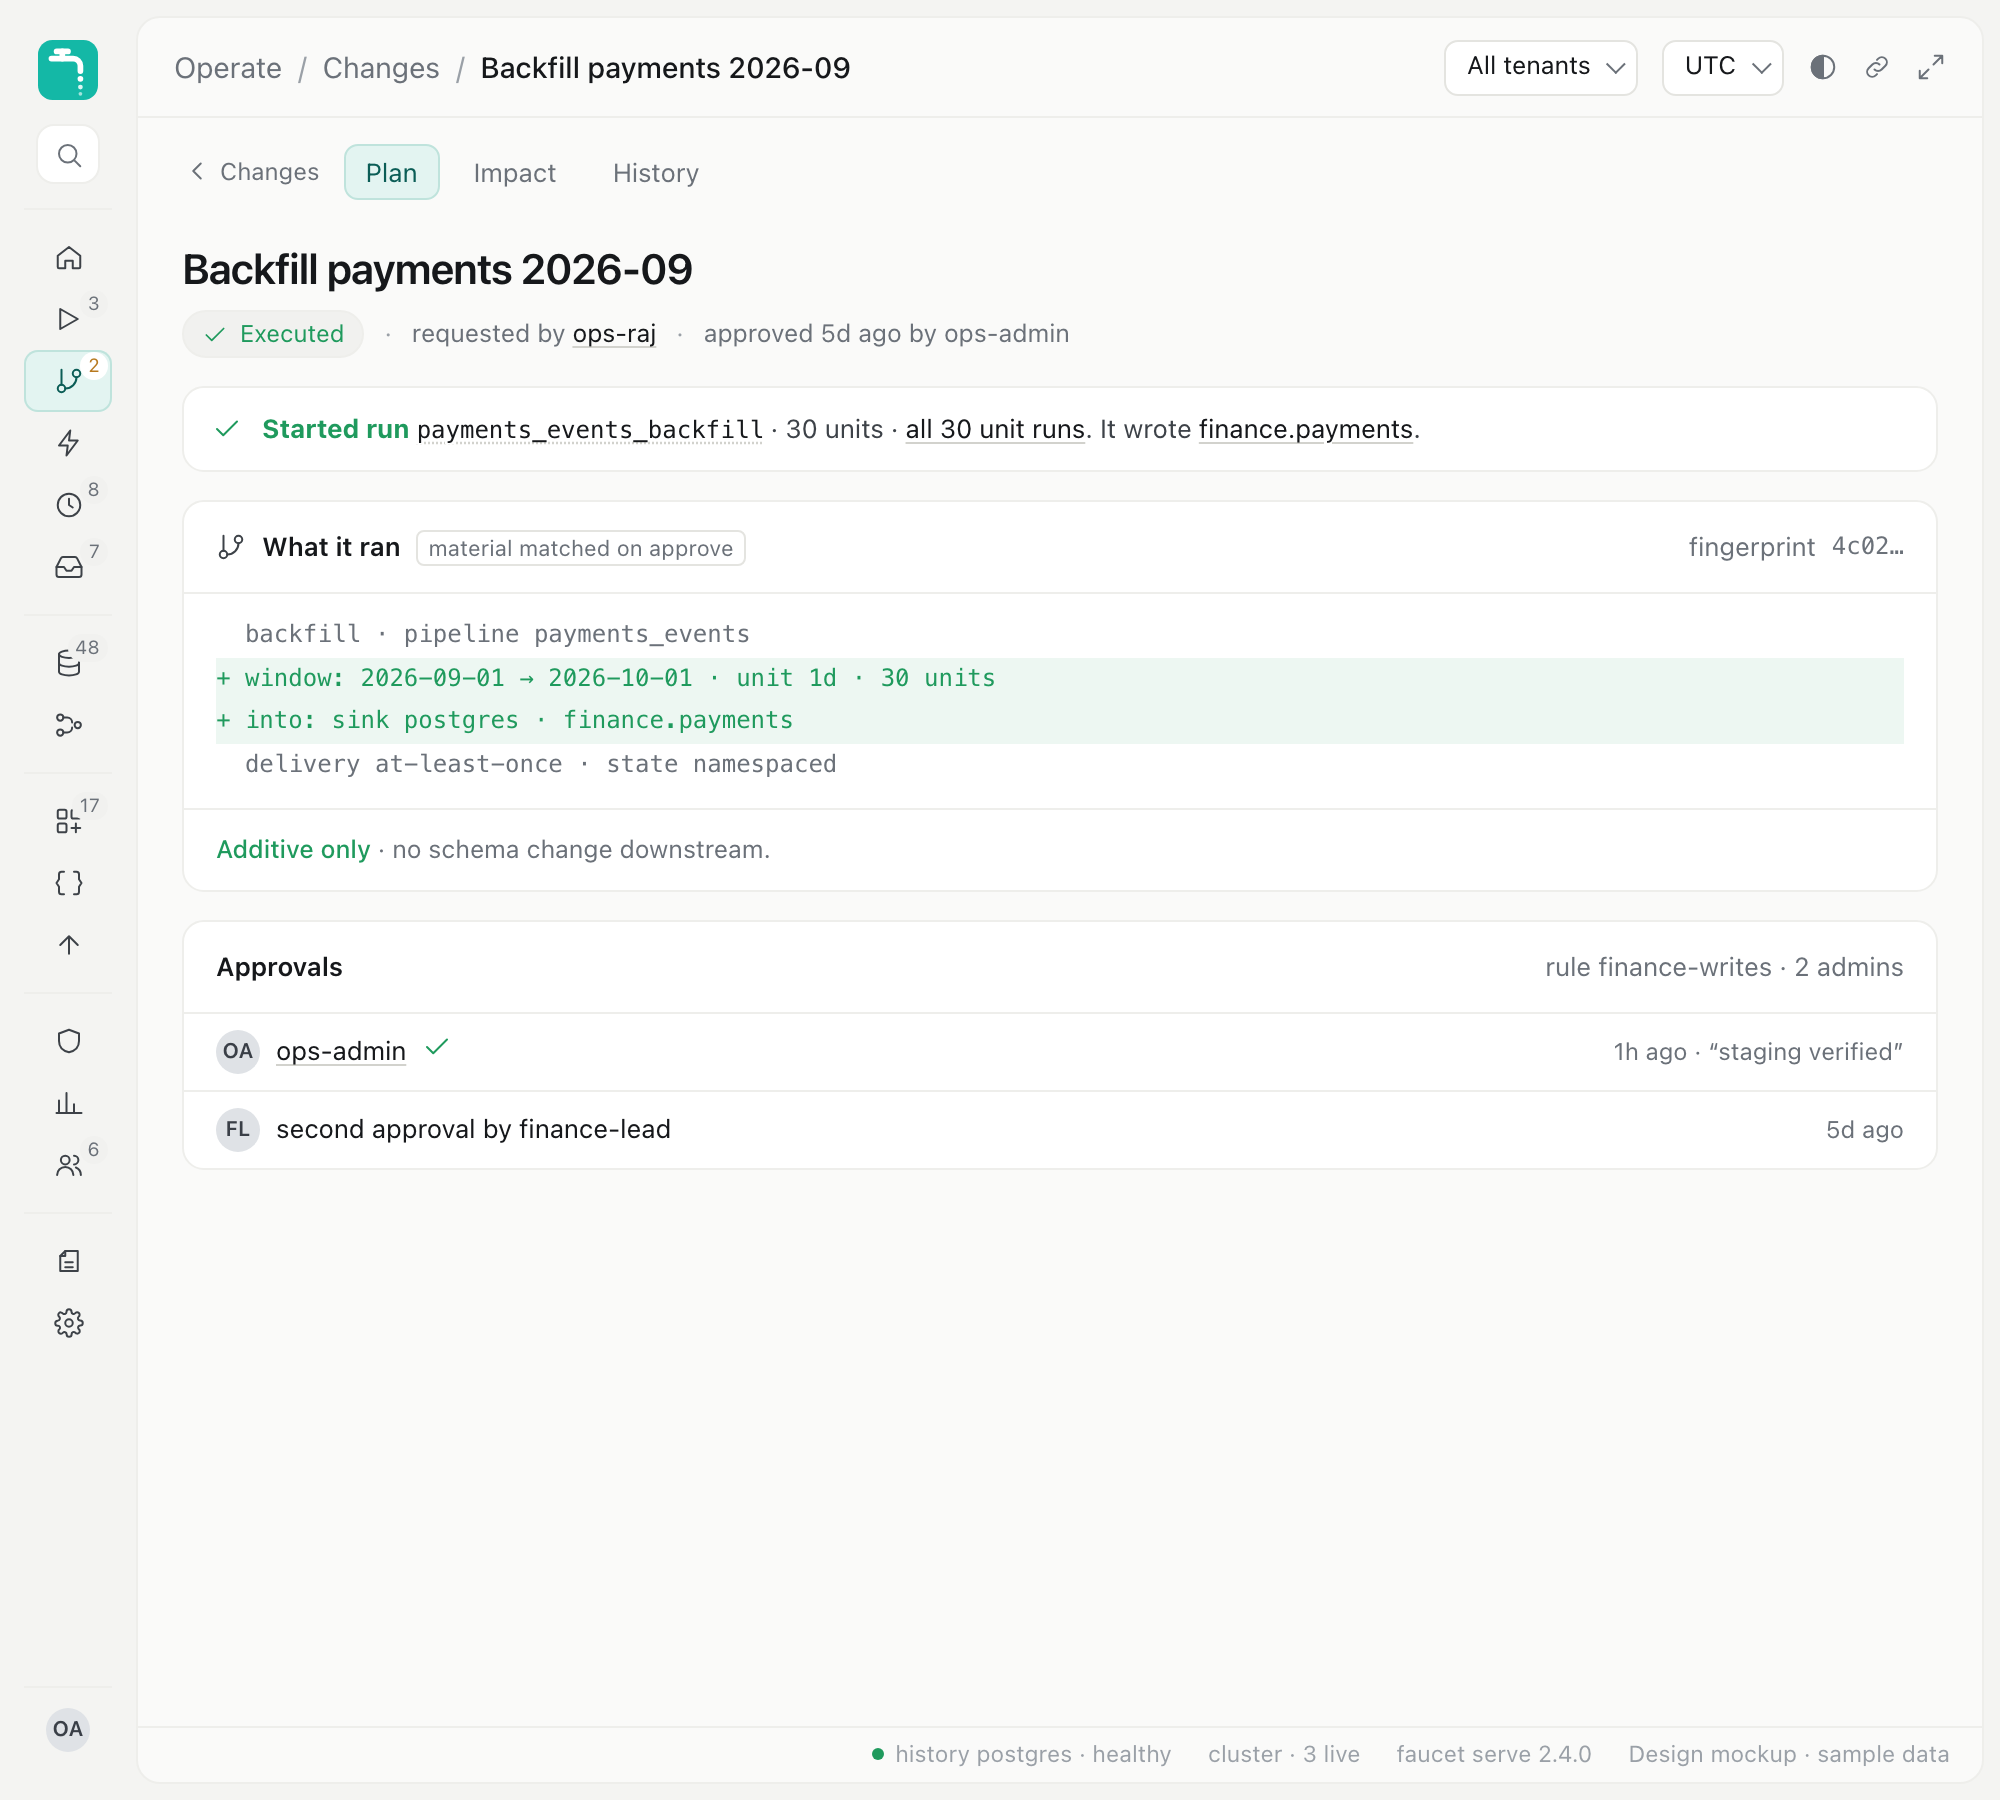 Operate / Changes / Backfill payments 2026-09
All tenants
UTC
Changes
Plan
Impact
History
Backfill payments 2026-09
Executed · requested by ops-raj · approved 5d ago by ops-admin
Started run payments_events_backfill · 30 units · all 30 unit runs. It wrote finance.payments.
What it ran
material matched on approve
fingerprint 4c02…
backfill · pipeline payments_events
+ window: 2026-09-01 → 2026-10-01 · unit 1d · 30 units
+ into: sink postgres · finance.payments
delivery at-least-once · state namespaced
Additive only · no schema change downstream.
Approvals
rule finance-writes · 2 admins
OA ops-admin
1h ago · “staging verified”
FL second approval by finance-lead
5d ago
3
2
8
7
48
17
6
OA
history postgres · healthy
cluster · 3 live
faucet serve 2.4.0
Design mockup · sample data